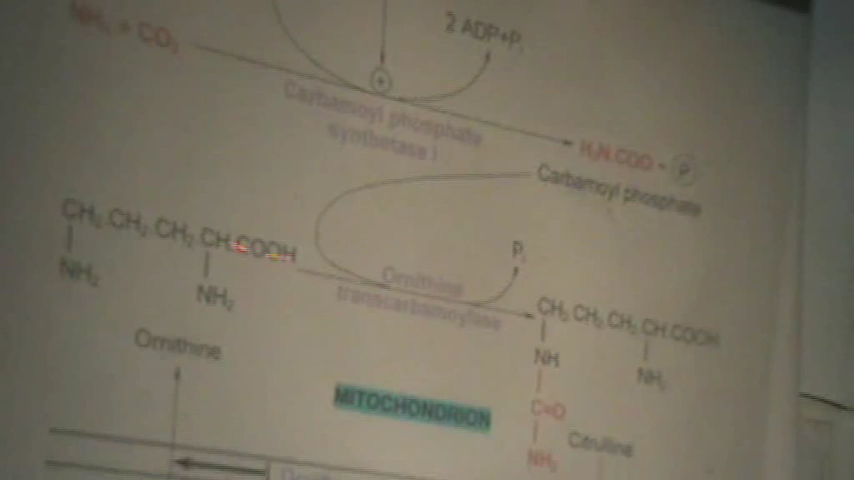 2 ADP+Pi
NH3 + CO2
+
Carbamoyl phosphate
synthetase I
H2N.COO - P
Carbamoyl phosphate
CH2 CH2 CH2 CH.COOH
NH2
NH2
Pi
Ornithine
transcarbamoylase
CH2 CH2 CH2 CH.COOH
NH
NH2
Ornithine
MITOCHONDRION
C=O
Citrulline
NH2